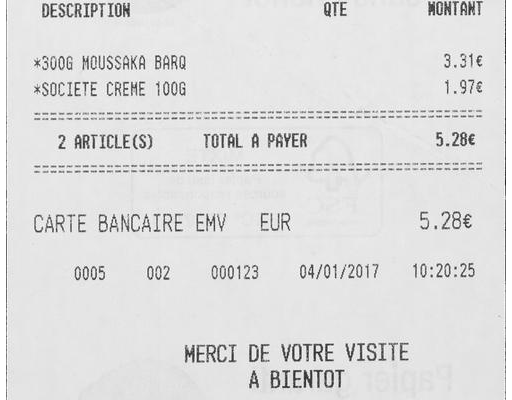 DESCRIPTION QTE MONTANT
*300G MOUSSAKA BARQ 3.31€
*SOCIETE CREME 100G 1.97€
2 ARTICLE(S) TOTAL A PAYER 5.28€
CARTE BANCAIRE EMV EUR 5.28€
0005 002 000123 04/01/2017 10:20:25
MERCI DE VOTRE VISITE
A BIENTOT